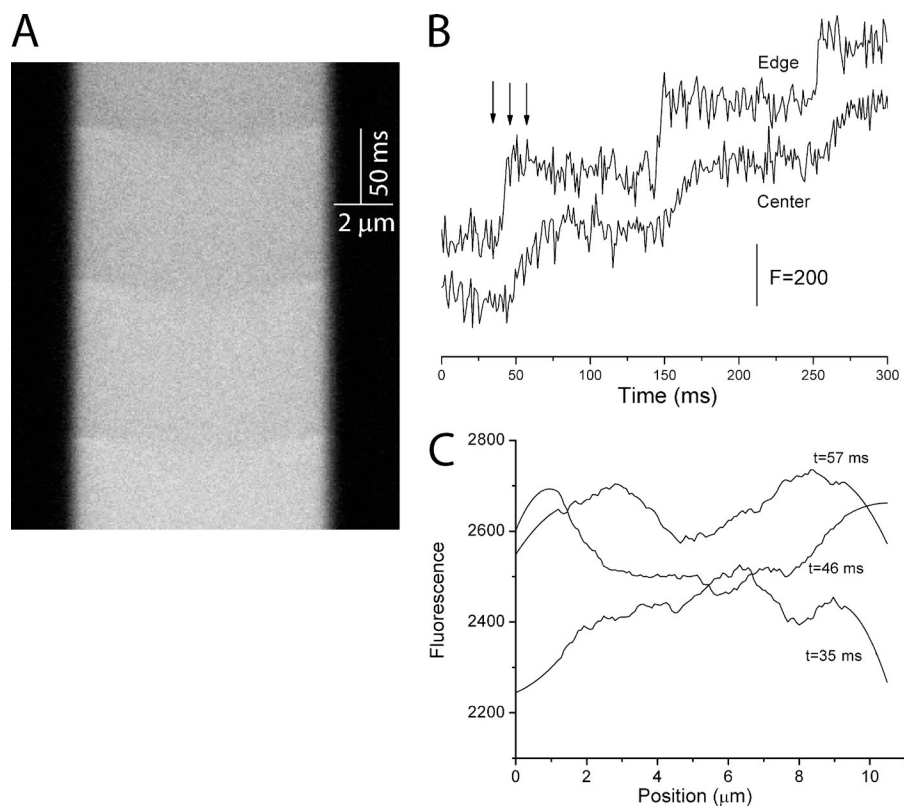 A
50 ms
2 μm
B
Edge
Center
F=200
0 50 100 150 200 250 300
Time (ms)
C
2800
2600
2400
2200
Fluorescence
t=57 ms
t=46 ms
t=35 ms
0 2 4 6 8 10
Position (μm)